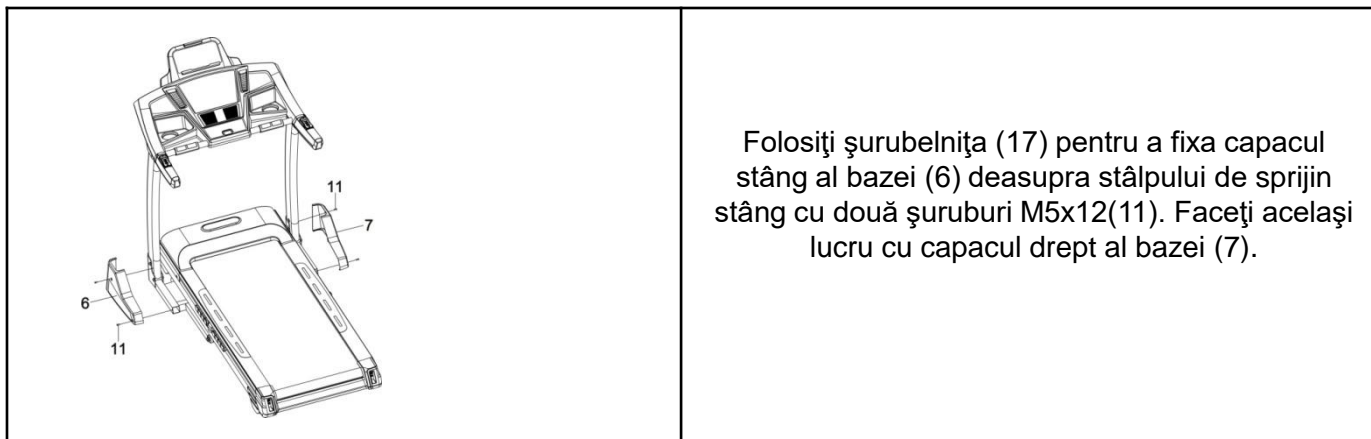 11
7
6
11
Folosiţi şurubelniţa (17) pentru a fixa capacul
stâng al bazei (6) deasupra stâlpului de sprijin
stâng cu două şuruburi M5x12(11). Faceţi acelaşi
lucru cu capacul drept al bazei (7).